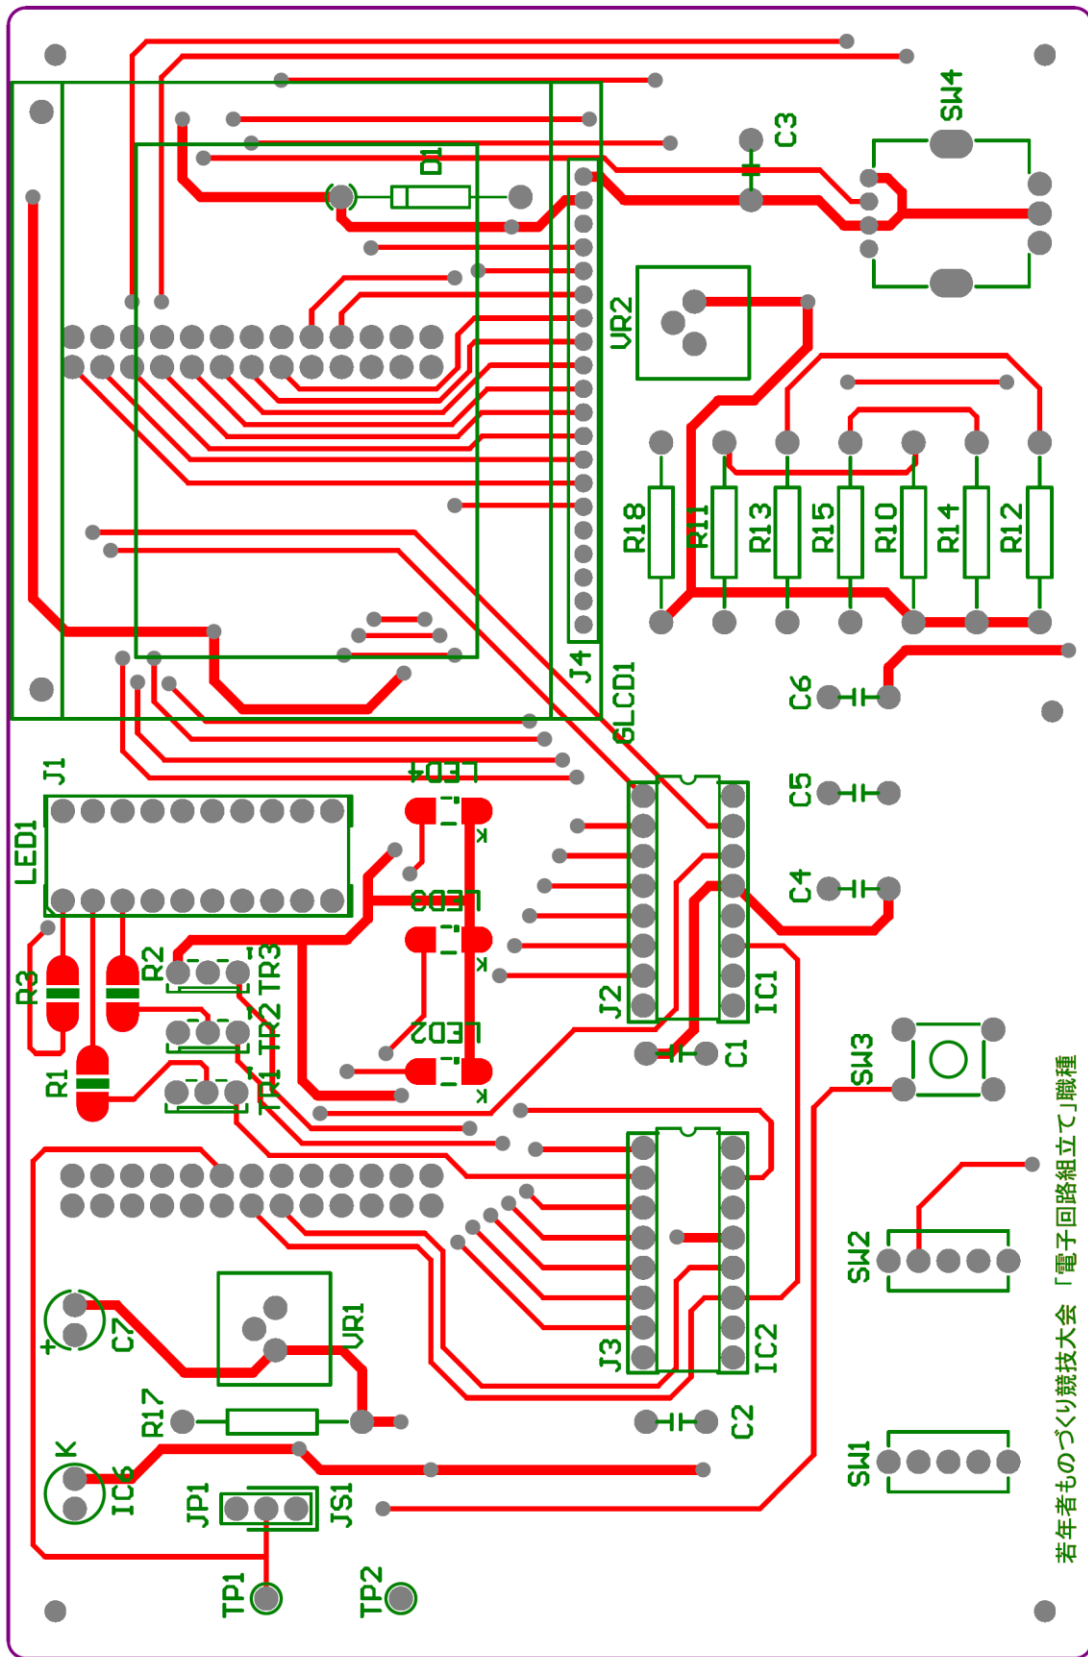 SW4
C3
D1
VR2
R18
R11
R13
R15
R10
R14
R12
J4
GLCD1
C6
J1
C5
LED4
K
LED1
C4
LED3
K
R3
R2
TR3
J2
IC1
LED2
TR2
R1
TR1
K
C1
SW3
SW2
C7
+
VR1
J3
IC2
R17
C2
K
IC6
JP1
JS1
SW1
TP1
TP2
若年者ものづくり競技大会 「電子回路組立て」職種